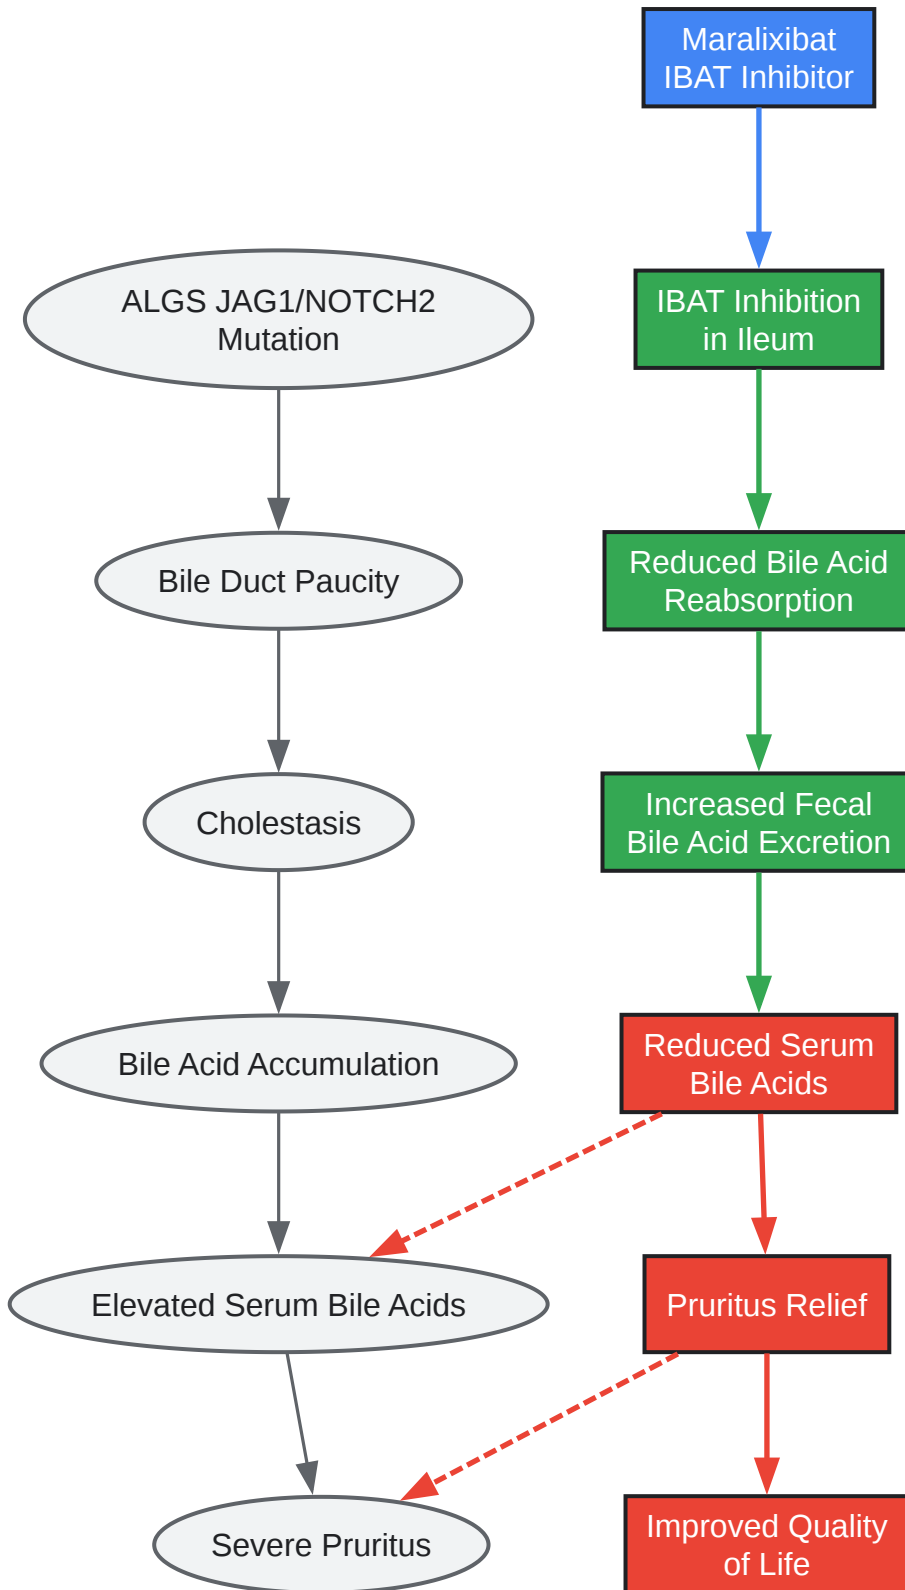 Maralixibat
IBAT Inhibitor
ALGS JAG1/NOTCH2
Mutation
IBAT Inhibition
in Ileum
Bile Duct Paucity
Reduced Bile Acid
Reabsorption
Cholestasis
Increased Fecal
Bile Acid Excretion
Bile Acid Accumulation
Reduced Serum
Bile Acids
Elevated Serum Bile Acids
Pruritus Relief
Severe Pruritus
Improved Quality
of Life